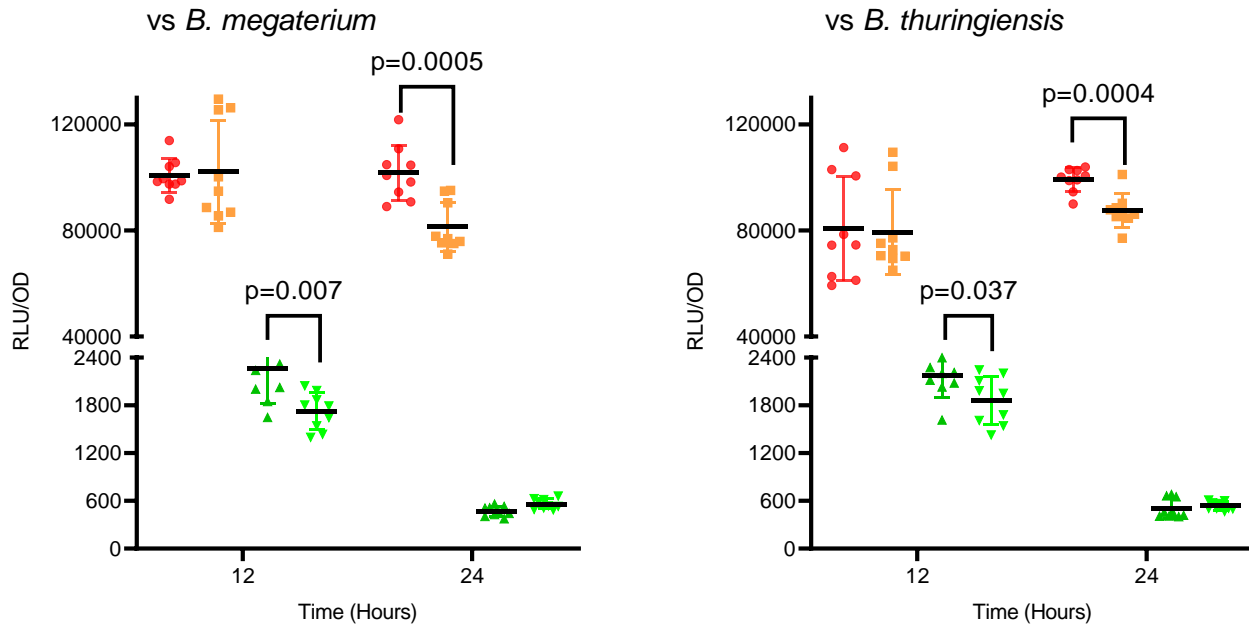 vs B. megaterium
p=0.0005
120000
80000
p=0.007
40000
2400
1800
1200
600
0
RLU/OD
12
24
Time (Hours)
vs B. thuringiensis
p=0.0004
120000
80000
p=0.037
40000
2400
1800
1200
600
0
RLU/OD
12
24
Time (Hours)